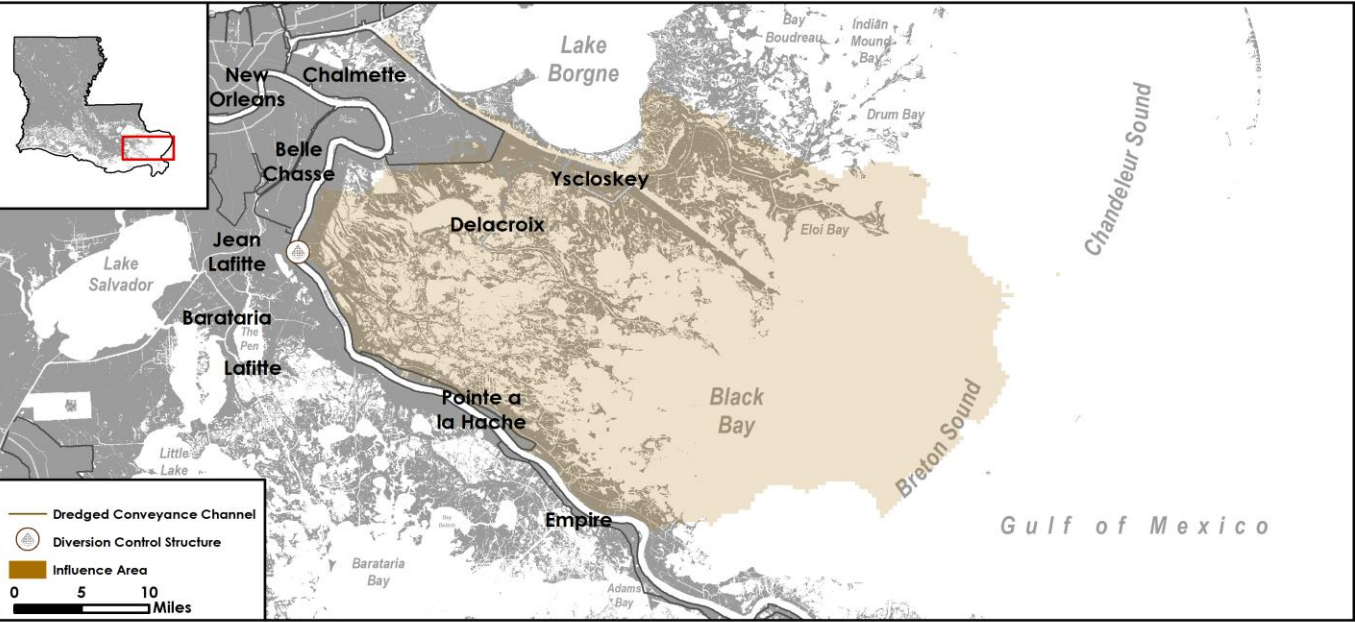 Bay
Boudreau
Indian
Mound
Bay
Lake
Borgne
New
Orleans
Chalmette
Drum Bay
Chandeleur Sound
Belle
Chasse
Yscloskey
Delacroix
Eloi Bay
Jean
Lafitte
Lake
Salvador
Barataria
The
Pen
Lafitte
Pointe a
la Hache
Black
Bay
Breton Sound
Little
Lake
Empire
Gulf of Mexico
Barataria
Bay
Adams
Bay
Dredged Conveyance Channel
Diversion Control Structure
Influence Area
0 5 10
Miles